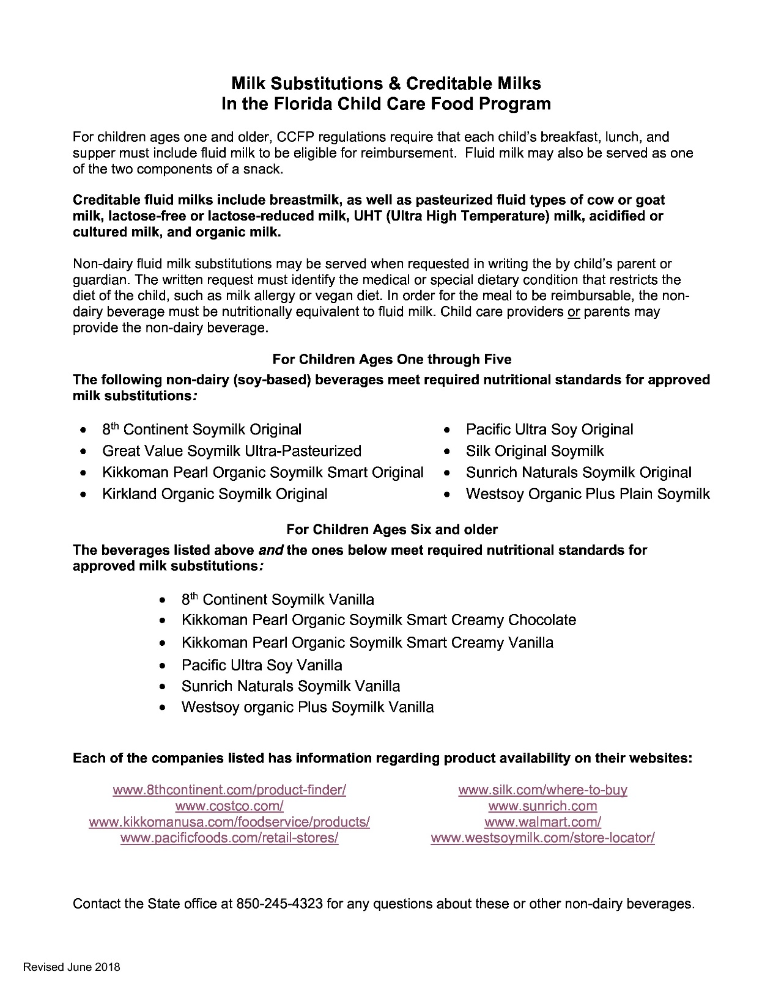 Milk Substitutions & Creditable Milks
In the Florida Child Care Food Program
For children ages one and older, CCFP regulations require that each child's breakfast, lunch, and
supper must include fluid milk to be eligible for reimbursement.  Fluid milk may also be served as one
of the two components of a snack.
Creditable fluid milks include breastmilk, as well as pasteurized fluid types of cow or goat
milk, lactose-free or lactose-reduced milk, UHT (Ultra High Temperature) milk, acidified or
cultured milk, and organic milk.
Non-dairy fluid milk substitutions may be served when requested in writing the by child's parent or
guardian. The written request must identify the medical or special dietary condition that restricts the
diet of the child, such as milk allergy or vegan diet. In order for the meal to be reimbursable, the non-
dairy beverage must be nutritionally equivalent to fluid milk. Child care providers or parents may
provide the non-dairy beverage.
For Children Ages One through Five
The following non-dairy (soy-based) beverages meet required nutritional standards for approved
milk substitutions:
• 8th Continent Soymilk Original
• Great Value Soymilk Ultra-Pasteurized
• Kikkoman Pearl Organic Soymilk Smart Original
• Kirkland Organic Soymilk Original
• Pacific Ultra Soy Original
• Silk Original Soymilk
• Sunrich Naturals Soymilk Original
• Westsoy Organic Plus Plain Soymilk
For Children Ages Six and older
The beverages listed above and the ones below meet required nutritional standards for
approved milk substitutions:
• 8th Continent Soymilk Vanilla
• Kikkoman Pearl Organic Soymilk Smart Creamy Chocolate
• Kikkoman Pearl Organic Soymilk Smart Creamy Vanilla
• Pacific Ultra Soy Vanilla
• Sunrich Naturals Soymilk Vanilla
• Westsoy organic Plus Soymilk Vanilla
Each of the companies listed has information regarding product availability on their websites:
www.8thcontinent.com/product-finder/
www.costco.com/
www.kikkomanusa.com/foodservice/products/
www.pacificfoods.com/retail-stores/
www.silk.com/where-to-buy
www.sunrich.com
www.walmart.com/
www.westsoymilk.com/store-locator/
Contact the State office at 850-245-4323 for any questions about these or other non-dairy beverages.
Revised June 2018